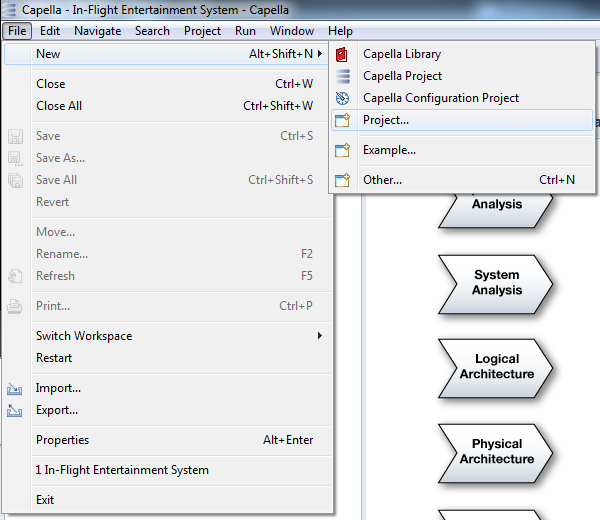 Capella - In-Flight Entertainment System - Capella
File Edit Navigate Search Project Run Window Help
New Alt+Shift+N
Close Ctrl+W
Close All Ctrl+Shift+W
Save Ctrl+S
Save As...
Save All Ctrl+Shift+S
Revert
Move...
Rename... F2
Refresh F5
Print... Ctrl+P
Switch Workspace
Restart
Import...
Export...
Properties Alt+Enter
1 In-Flight Entertainment System
Exit
Capella Library
Capella Project
Capella Configuration Project
Project...
Example...
Other... Ctrl+N
Analysis
System
Analysis
Logical
Architecture
Physical
Architecture